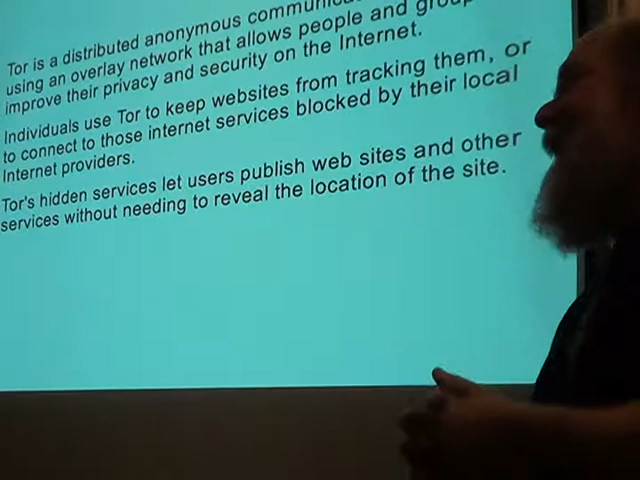 Tor is a distributed anonymous
using an overlay network that allows people and
improve their privacy and security on the Internet.
Individuals use Tor to keep websites from tracking them, or
to connect to those internet services blocked by their local
Internet providers.
Tor's hidden services let users publish web sites and other
services without needing to reveal the location of the site.